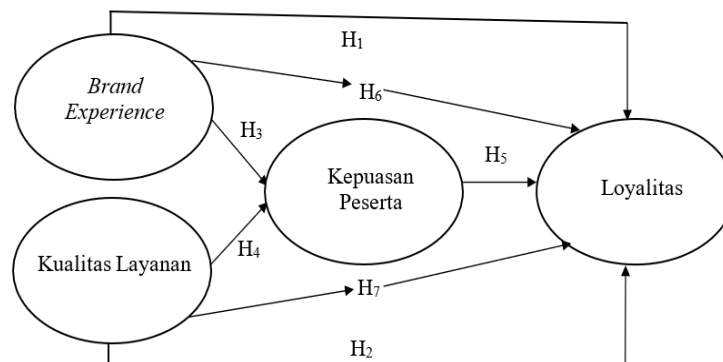 H₁
Brand
Experience
H₆
H₃
Kepuasan
Peserta
H₅
Loyalitas
Kualitas Layanan
H₄
H₇
H₂